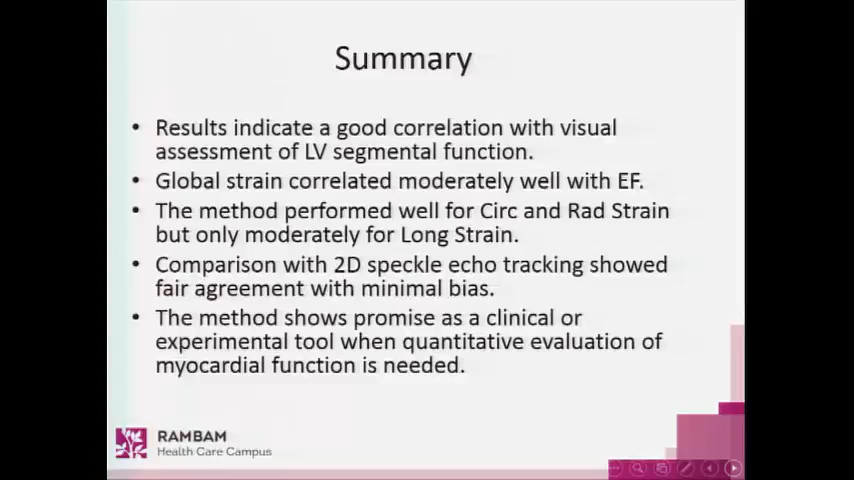 Summary
• Results indicate a good correlation with visual
assessment of LV segmental function.
• Global strain correlated moderately well with EF.
• The method performed well for Circ and Rad Strain
but only moderately for Long Strain.
• Comparison with 2D speckle echo tracking showed
fair agreement with minimal bias.
• The method shows promise as a clinical or
experimental tool when quantitative evaluation of
myocardial function is needed.
RAMBAM
Health Care Campus